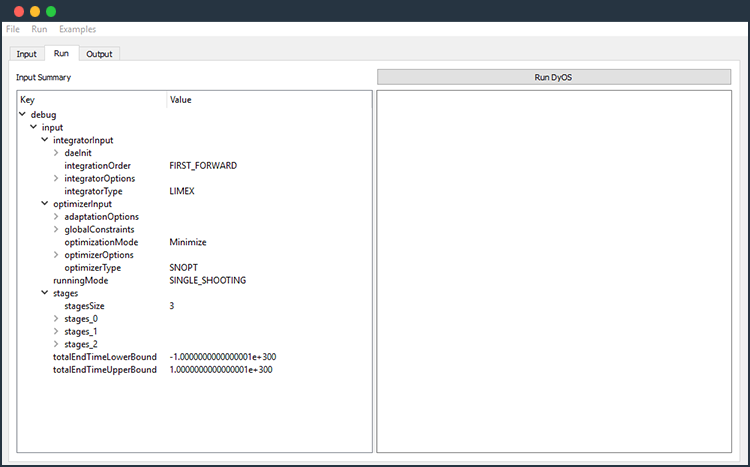 File Run Examples
Input Run Output
Input Summary Run DyOS
Key Value
debug
input
integratorInput
daeInit
integrationOrder FIRST_FORWARD
integratorOptions
integratorType LIMEX
optimizerInput
adaptationOptions
globalConstraints
optimizationMode Minimize
optimizerOptions
optimizerType SNOPT
runningMode SINGLE_SHOOTING
stages
stagesSize 3
stages_0
stages_1
stages_2
totalEndTimeLowerBound -1.0000000000000001e+300
totalEndTimeUpperBound 1.0000000000000001e+300